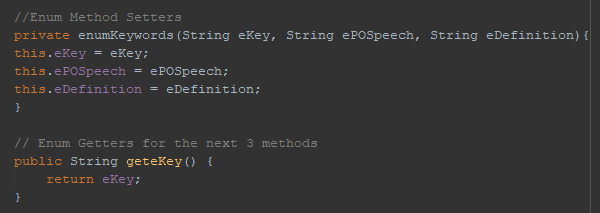 //Enum Method Setters
private enumKeywords(String eKey, String ePOSpeech, String eDefinition){
this.eKey = eKey;
this.ePOSpeech = ePOSpeech;
this.eDefinition = eDefinition;
}
// Enum Getters for the next 3 methods
public String geteKey() {
return eKey;
}